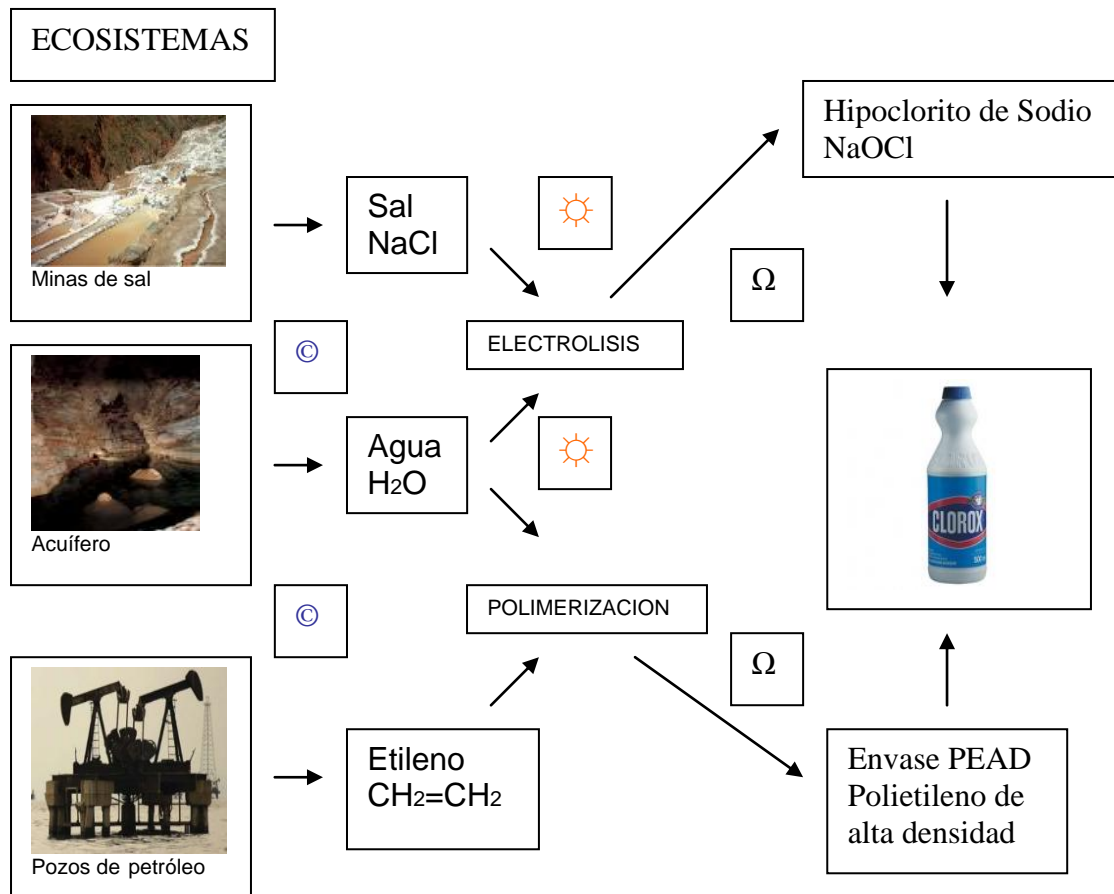 ECOSISTEMAS
Minas de sal
Sal
NaCl
Hipoclorito de Sodio
NaOCl
Ω
©
ELECTROLISIS
Acuífero
Agua
H2O
CLOROX
©
POLIMERIZACION
Ω
Pozos de petróleo
Etileno
CH2=CH2
Envase PEAD
Polietileno de
alta densidad